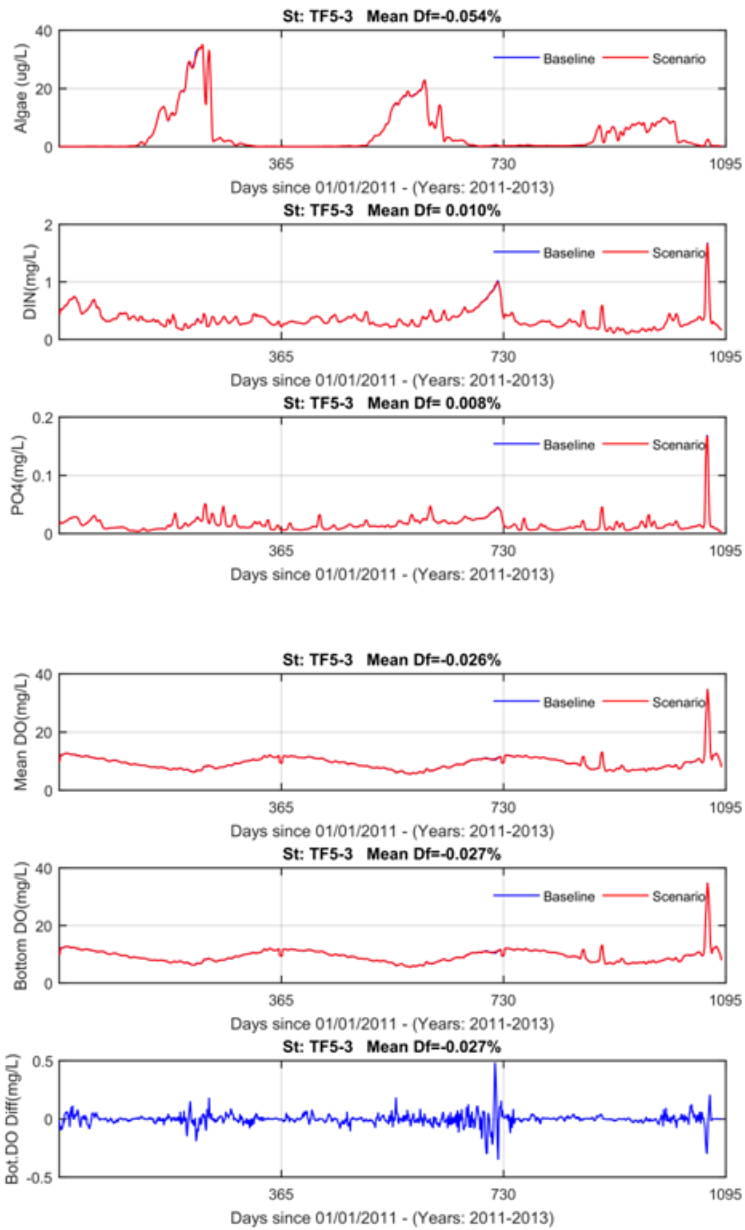 St: TF5-3 Mean Df=-0.054%
40
20
0
Algae (ug/L)
Baseline Scenario
365 730 1095
Days since 01/01/2011 - (Years: 2011-2013)
St: TF5-3 Mean Df= 0.010%
2
1
0
DIN(mg/L)
Baseline Scenario
365 730 1095
Days since 01/01/2011 - (Years: 2011-2013)
St: TF5-3 Mean Df= 0.008%
0.2
0.1
0
PO4(mg/L)
Baseline Scenario
365 730 1095
Days since 01/01/2011 - (Years: 2011-2013)
St: TF5-3 Mean Df=-0.026%
40
20
0
Mean DO(mg/L)
Baseline Scenario
365 730 1095
Days since 01/01/2011 - (Years: 2011-2013)
St: TF5-3 Mean Df=-0.027%
40
20
0
Bottom DO(mg/L)
Baseline Scenario
365 730 1095
Days since 01/01/2011 - (Years: 2011-2013)
St: TF5-3 Mean Df=-0.027%
0.5
0
-0.5
Bot.DO Diff(mg/L)
365 730 1095
Days since 01/01/2011 - (Years: 2011-2013)